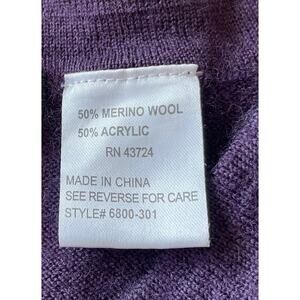 50% MERINO WOOL
50% ACRYLIC
RN 43724
MADE IN CHINA
SEE REVERSE FOR CARE
STYLE# 6800-301